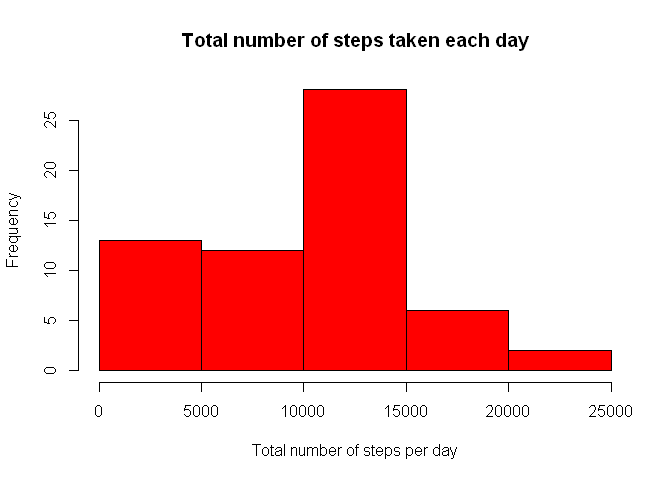 Total number of steps taken each day
Frequency
25
20
15
10
5
0
0 5000 10000 15000 20000 25000
Total number of steps per day